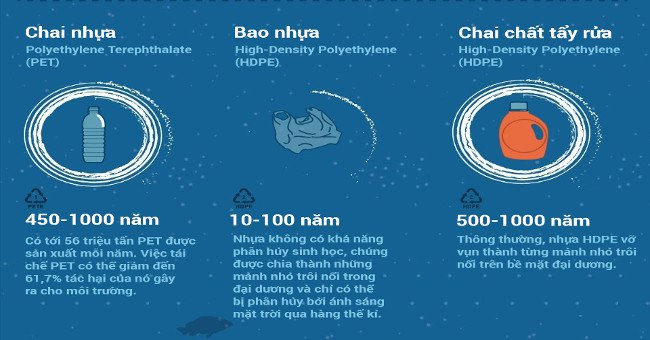 Chai nhựa
Polyethylene Terephthalate
(PET)
1
PETE
450-1000 năm
Có tới 56 triệu tấn PET được
sản xuất mỗi năm. Việc tái
chế PET có thể giảm đến
61,7% tác hại của nó gây
ra cho môi trường.
Bao nhựa
High-Density Polyethylene
(HDPE)
2
HDPE
10-100 năm
Nhựa không có khả năng
phân hủy sinh học, chúng
được chia thành những
mảnh nhỏ trôi nổi trong
đại dương và chỉ có thể
bị phân hủy bởi ánh sáng
mặt trời qua hàng thế kỉ.
Chai chất tẩy rửa
High-Density Polyethylene
(HDPE)
2
HDPE
500-1000 năm
Thông thường, nhựa HDPE vỡ
vụn thành từng mảnh nhỏ trôi
nổi trên bề mặt đại dương.